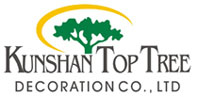 KUNSHAN TOP TREE
DECORATION CO., LTD